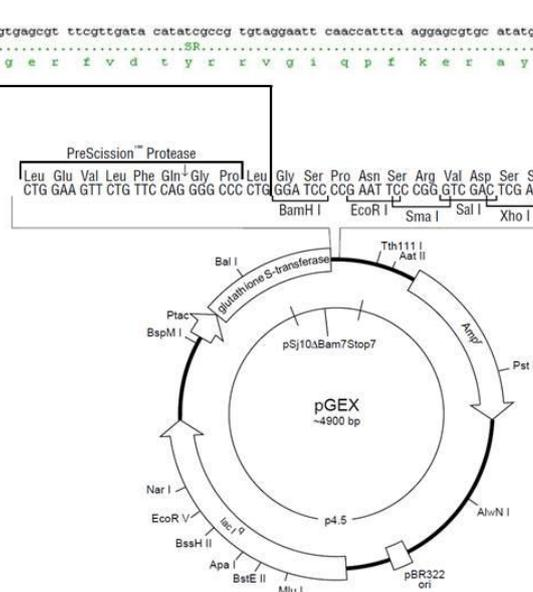 gtgagcgt ttcgttgata catatcgccg tgtaggaatt caaccattta aggagcgtgc atatg
SR
g e r f v d t y r r v g i q p f k e r a y
PreScission™ Protease
Leu Glu Val Leu Phe Gln↓Gly Pro Leu Gly Ser Pro Asn Ser Arg Val Asp Ser S
CTG GAA GTT CTG TTC CAG GGG CCC CTG GGA TCC CCG AAT TCC CGG GTC GAC TCG A
BamH I EcoR I Sma I Sal I Xho I
Tth111 I
Aat II
Bal I
glutathione S-transferase
Ptac
BspM I
Ampʳ
pSj10ΔBam7Stop7
Pst
pGEX
~4900 bp
Nar I
EcoR V
BssH II
Apa I
BstE II
Mlu I
lac Iq
p4.5
AlwN I
pBR322
ori